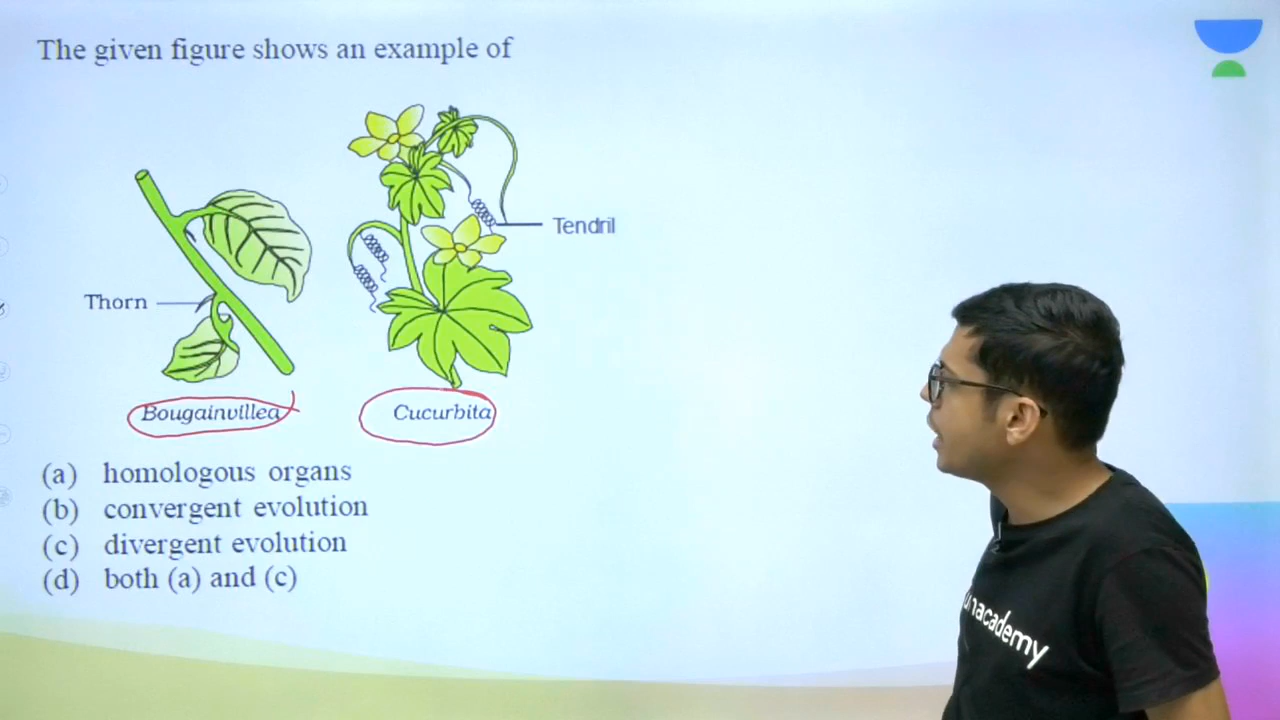 The given figure shows an example of
Tendril
Thorn
Bougainvillea
Cucurbita
(a) homologous organs
(b) convergent evolution
(c) divergent evolution
(d) both (a) and (c)
unacademy